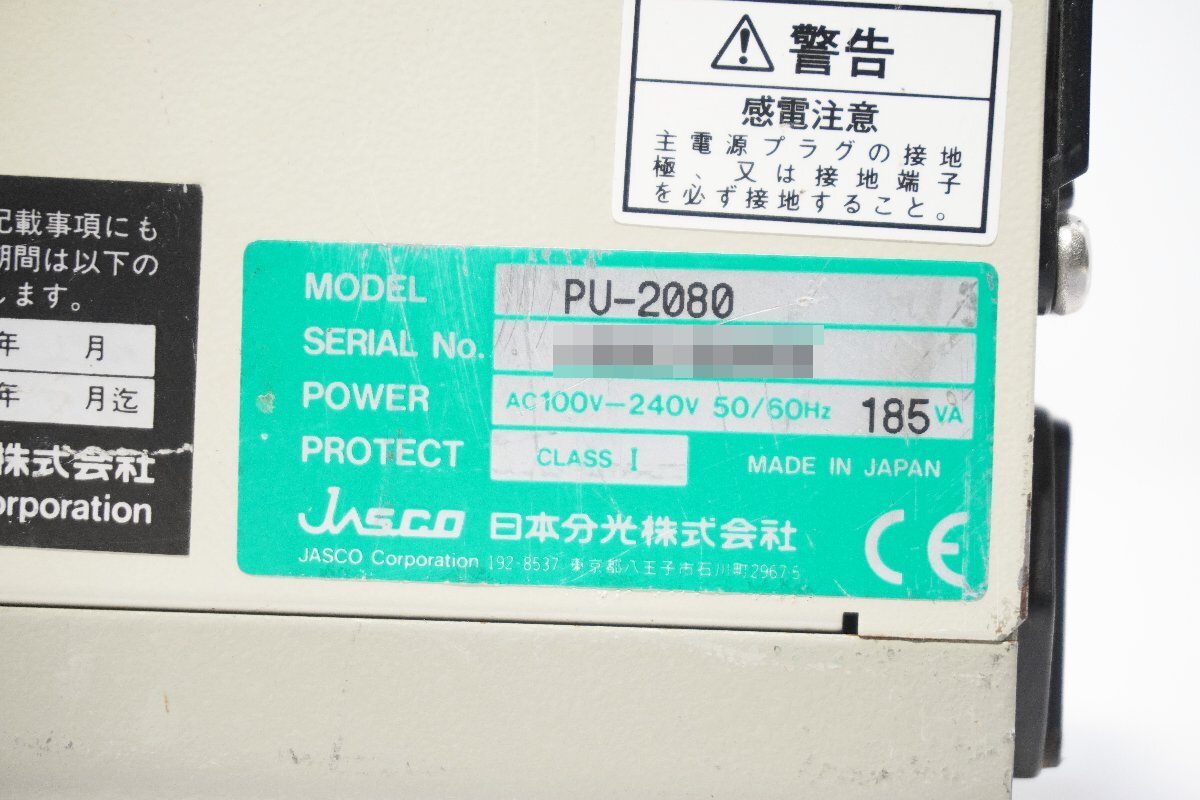 警告
感電注意
主電源プラグの接地
極、又は接地端子
を必ず接地すること。
記載事項にも
期間は以下の
します。
年 月
年 月迄
株式会社
orporation
MODEL PU-2080
SERIAL No.
POWER AC100V-240V 50/60Hz 185VA
PROTECT CLASS I MADE IN JAPAN
Jasco 日本分光株式会社 CE
JASCO Corporation 192-8537 東京都八王子市石川町2967-5